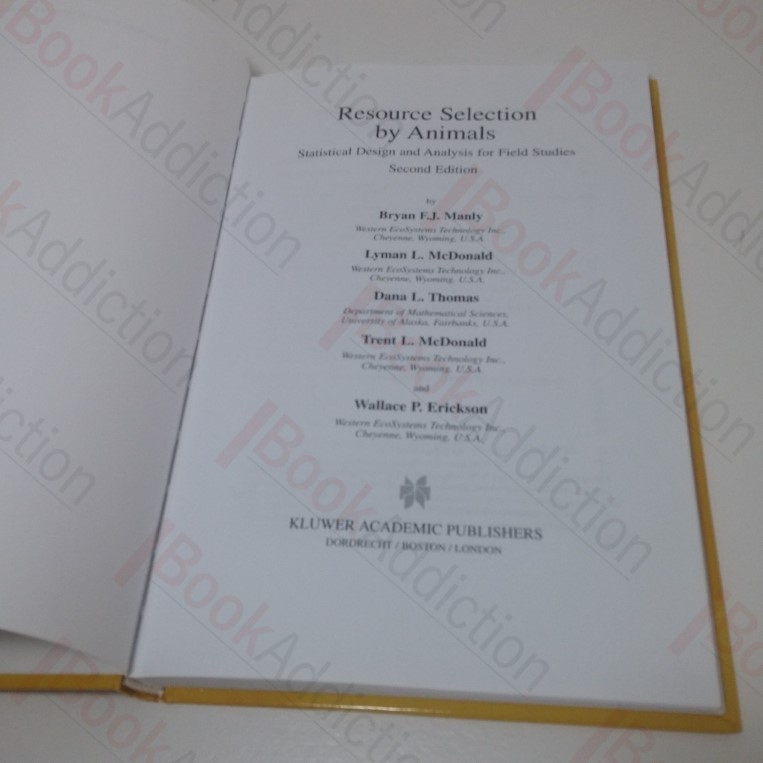 Resource Selection
by Animals
Statistical Design and Analysis for Field Studies
Second Edition
by
Bryan F.J. Manly
Western EcoSystems Technology Inc.,
Cheyenne, Wyoming, U.S.A.
Lyman L. McDonald
Western EcoSystems Technology Inc.,
Cheyenne, Wyoming, U.S.A.
Dana L. Thomas
Department of Mathematical Sciences,
University of Alaska, Fairbanks, U.S.A.
Trent L. McDonald
Western EcoSystems Technology Inc.,
Cheyenne, Wyoming, U.S.A.
and
Wallace P. Erickson
Western EcoSystems Technology Inc.,
Cheyenne, Wyoming, U.S.A.
KLUWER ACADEMIC PUBLISHERS
DORDRECHT / BOSTON / LONDON
BookAddiction